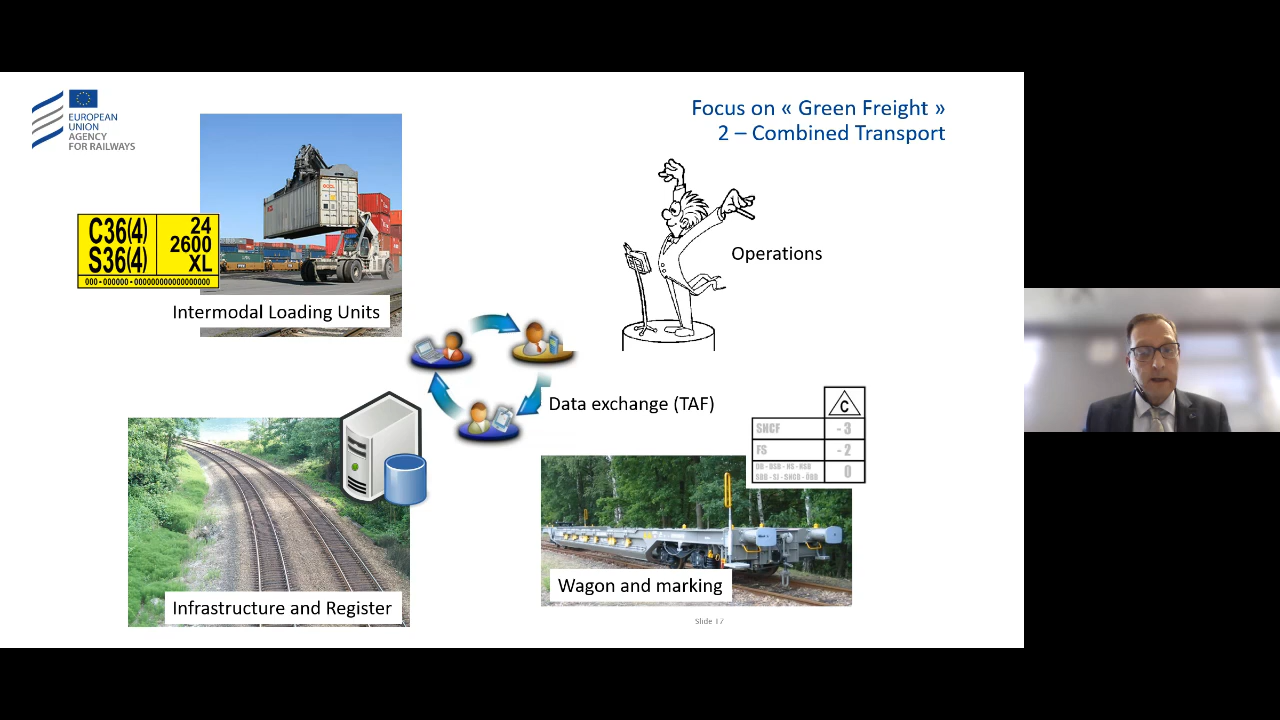 EUROPEAN
UNION
AGENCY
FOR RAILWAYS
Focus on « Green Freight »
2 – Combined Transport
C36(4)
S36(4)
24
2600
XL
000 - 000000 - 0000000000000000000
Intermodal Loading Units
Operations
Data exchange (TAF)
C
SNCF - 3
FS - 2
0
Infrastructure and Register
Wagon and marking
Slide 17